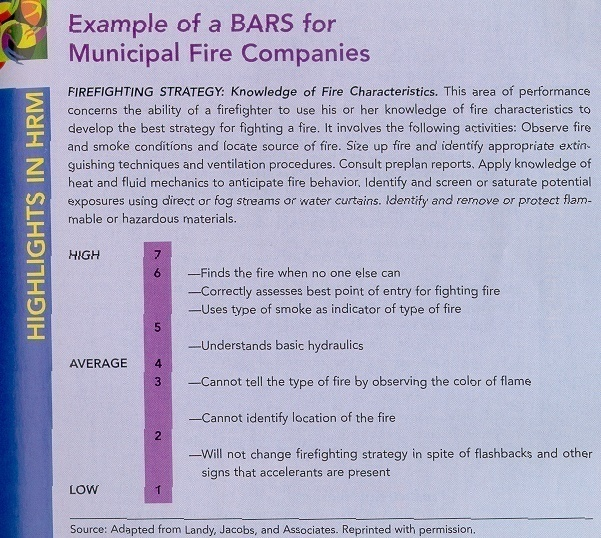 Example of a BARS for
Municipal Fire Companies
HIGHLIGHTS IN HRM
FIREFIGHTING STRATEGY: Knowledge of Fire Characteristics. This area of performance
concerns the ability of a firefighter to use his or her knowledge of fire characteristics to
develop the best strategy for fighting a fire. It involves the following activities: Observe fire
and smoke conditions and locate source of fire. Size up fire and identify appropriate extin-
guishing techniques and ventilation procedures. Consult preplan reports. Apply knowledge of
heat and fluid mechanics to anticipate fire behavior. Identify and screen or saturate potential
exposures using direct or fog streams or water curtains. Identify and remove or protect flam-
mable or hazardous materials.
HIGH 7
6 —Finds the fire when no one else can
—Correctly assesses best point of entry for fighting fire
—Uses type of smoke as indicator of type of fire
5
—Understands basic hydraulics
AVERAGE 4
3 —Cannot tell the type of fire by observing the color of flame
—Cannot identify location of the fire
2
—Will not change firefighting strategy in spite of flashbacks and other
signs that accelerants are present
LOW 1
Source: Adapted from Landy, Jacobs, and Associates. Reprinted with permission.